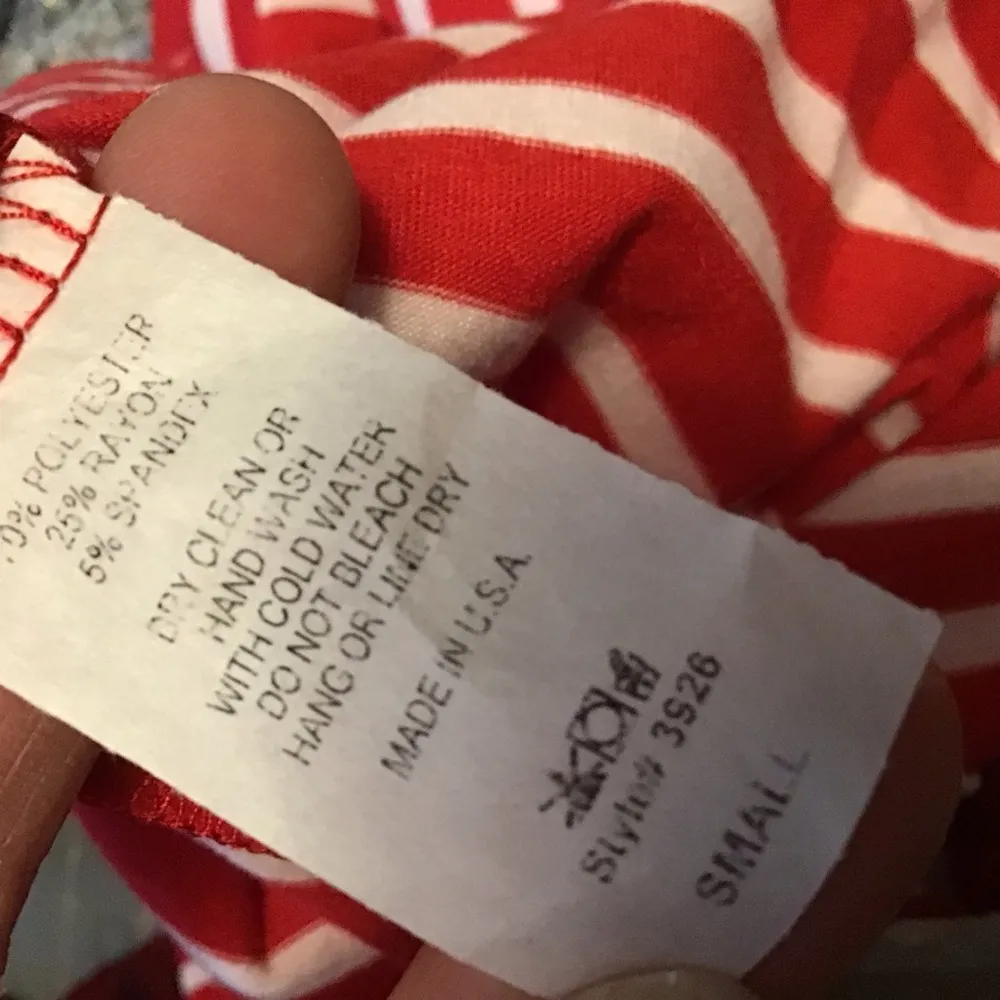 0% POLYESTER
25% RAYON
5% SPANDEX
DRY CLEAN OR
HAND WASH
WITH COLD WATER
DO NOT BLEACH
HANG OR LINE DRY
MADE IN U.S.A.
Style# 3S26
SMALL